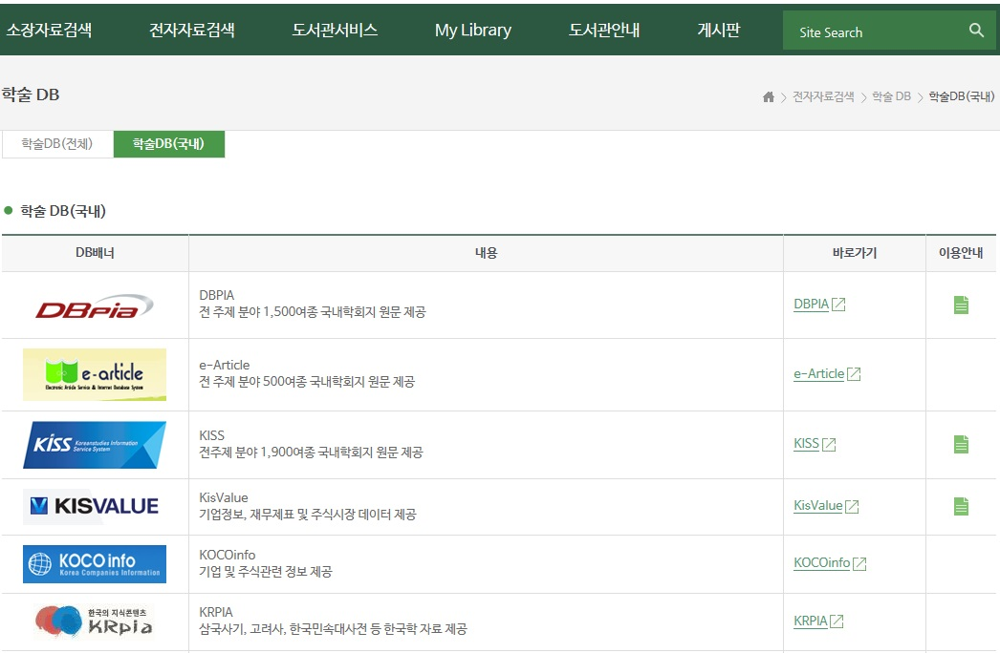 소장자료검색 전자자료검색 도서관서비스 My Library 도서관안내 게시판 Site Search
학술 DB
전자자료검색 > 학술 DB > 학술DB(국내)
학술DB(전체) 학술DB(국내)
학술 DB(국내)
DB배너 내용 바로가기 이용안내
DBpia
DBPIA
전 주제 분야 1,500여종 국내학회지 원문 제공
DBPIA
e-article
Electronic Article Service & Internet Database System
e-Article
전 주제 분야 500여종 국내학회지 원문 제공
e-Article
KISS Koreanstudies Information
Service System
KISS
전주제 분야 1,900여종 국내학회지 원문 제공
KISS
KISVALUE
KisValue
기업정보, 재무제표 및 주식시장 데이터 제공
KisValue
KOCO info
Korea Companies Information
KOCOinfo
기업 및 주식관련 정보 제공
KOCOinfo
한국의 지식콘텐츠
KRpia
KRPIA
삼국사기, 고려사, 한국민속대사전 등 한국학 자료 제공
KRPIA